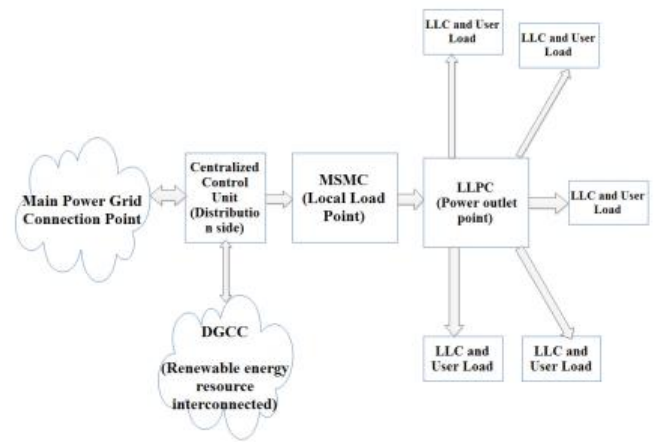 LLC and User
Load
LLC and User
Load
Main Power Grid
Connection Point
Centralized
Control
Unit
(Distributio
n side)
MSMC
(Local Load
Point)
LLPC
(Power outlet
point)
LLC and User
Load
DGCC
(Renewable energy
resource
interconnected)
LLC and
User Load
LLC and
User Load